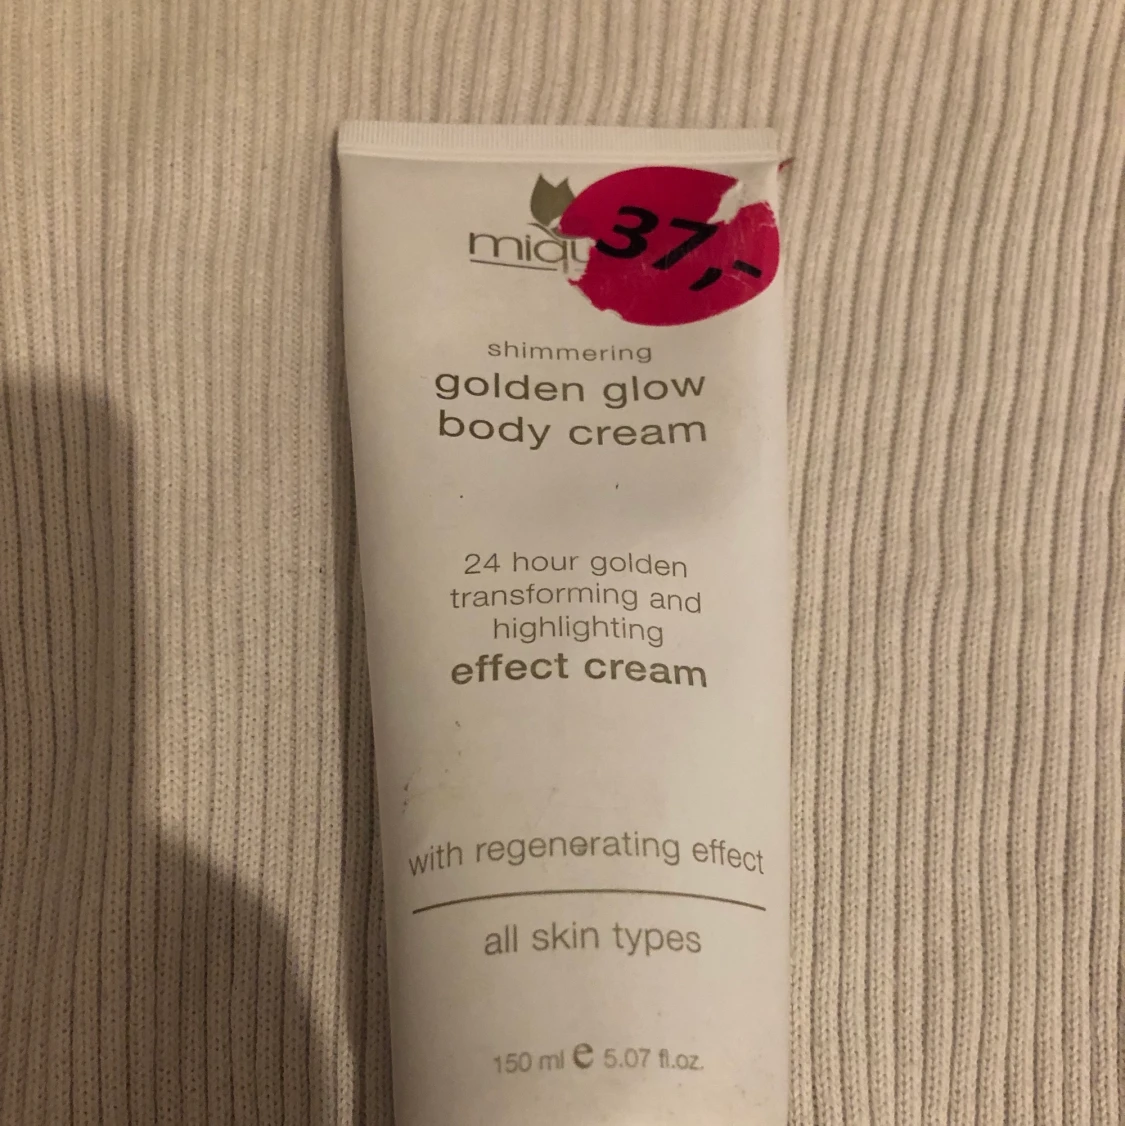 37,-
shimmering
golden glow
body cream
24 hour golden
transforming and
highlighting
effect cream
with regenerating effect
all skin types
150 ml e 5.07 fl.oz.